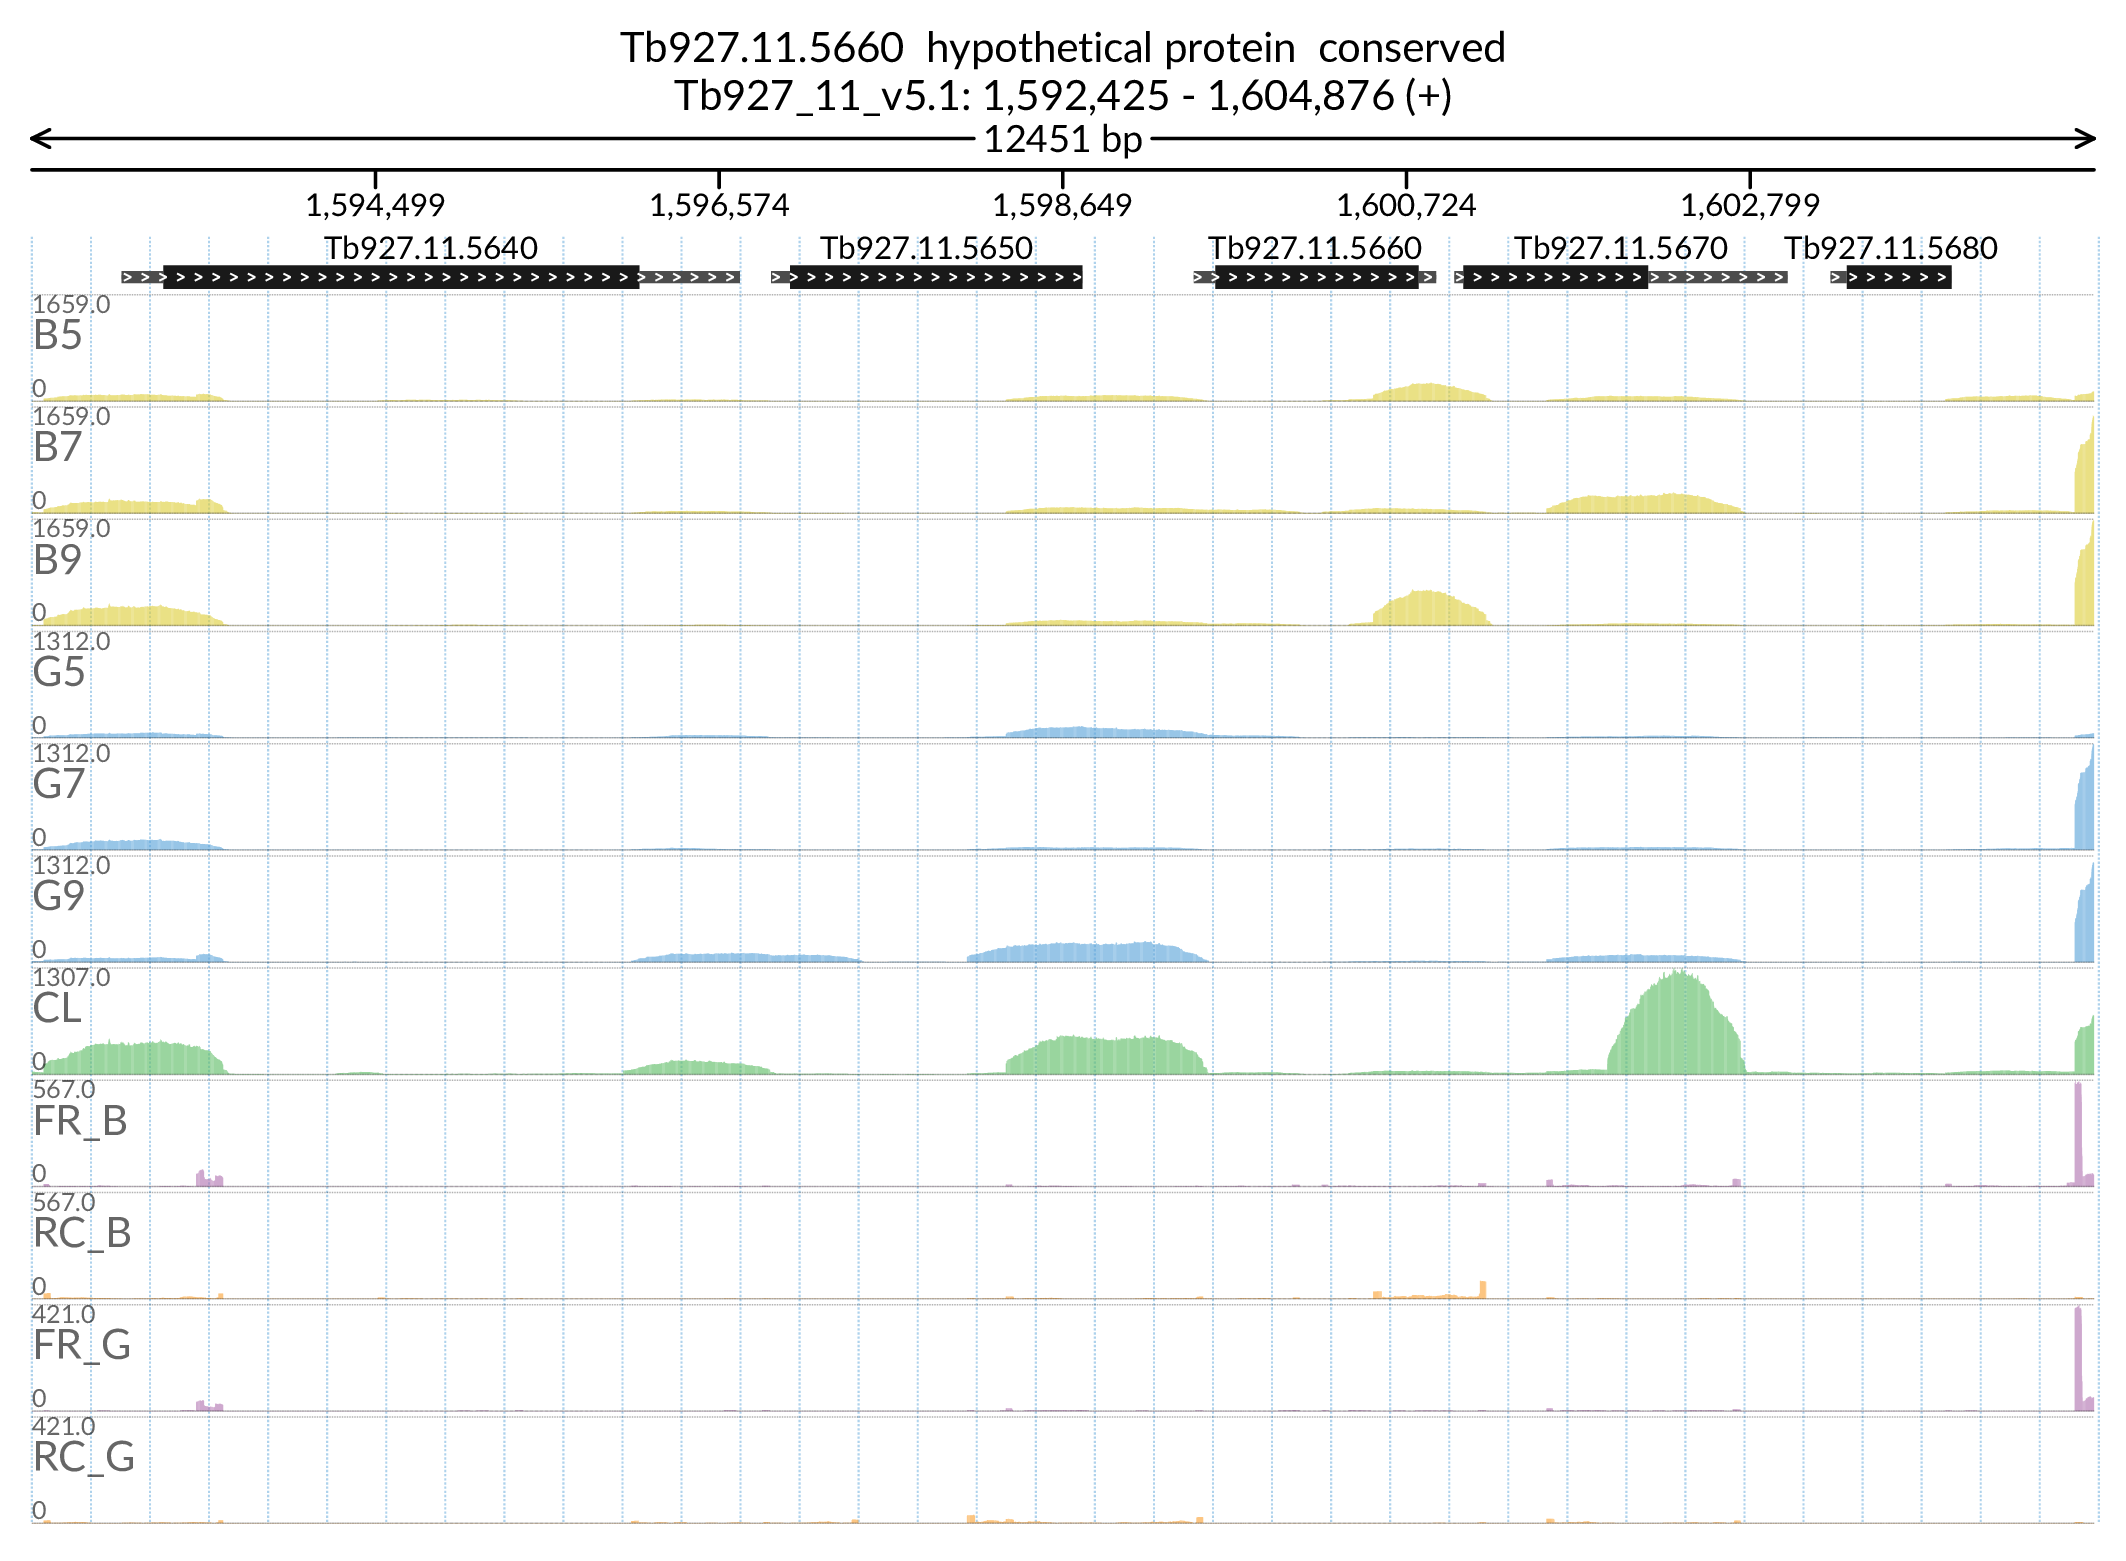 Tb927.11.5660  hypothetical protein  conserved
Tb927_11_v5.1: 1,592,425 - 1,604,876 (+)
12451 bp
1,594,499 1,596,574 1,598,649 1,600,724 1,602,799
Tb927.11.5640 Tb927.11.5650 Tb927.11.5660 Tb927.11.5670 Tb927.11.5680
1659.0
B5
0
1659.0
B7
0
1659.0
B9
0
1312.0
G5
0
1312.0
G7
0
1312.0
G9
0
1307.0
CL
0
567.0
FR_B
0
567.0
RC_B
0
421.0
FR_G
0
421.0
RC_G
0